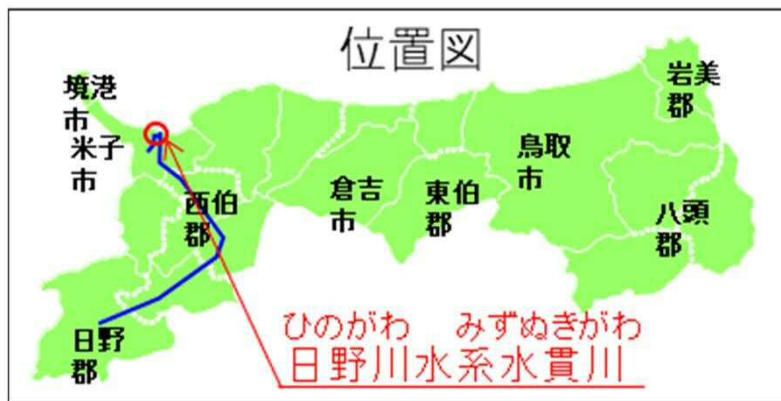 位置図
境港
市
米子
市
西伯
郡
倉吉
市
東伯
郡
鳥取
市
岩美
郡
八頭
郡
日野
郡
ひのがわ みずぬきがわ
日野川水系水貫川